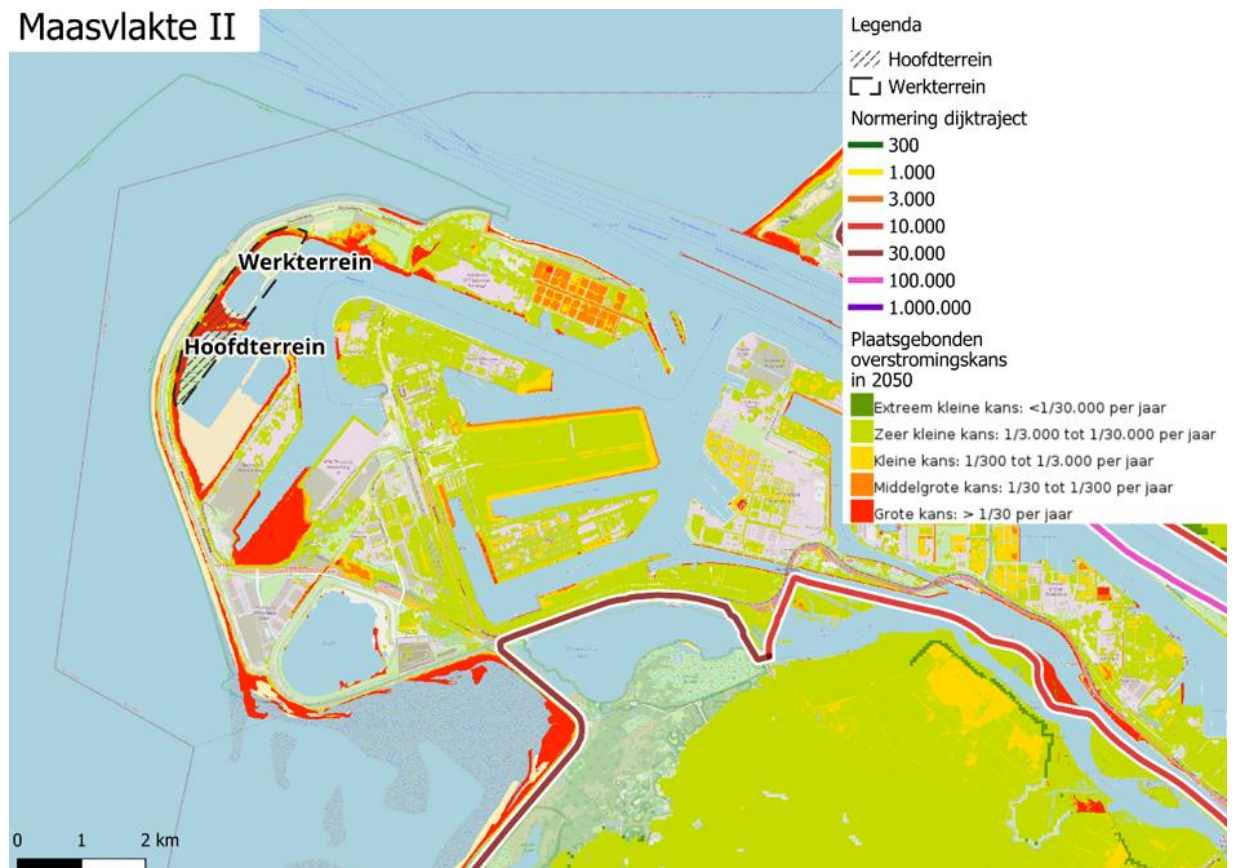 Maasvlakte II
Legenda
Hoofdterrein
Werkterrein
Normering dijktraject
300
1.000
3.000
10.000
30.000
100.000
1.000.000
Plaatsgebonden
overstromingskans
in 2050
Extreem kleine kans: <1/30.000 per jaar
Zeer kleine kans: 1/3.000 tot 1/30.000 per jaar
Kleine kans: 1/300 tot 1/3.000 per jaar
Middelgrote kans: 1/30 tot 1/300 per jaar
Grote kans: > 1/30 per jaar
Werkterrein
Hoofdterrein
0 1 2 km